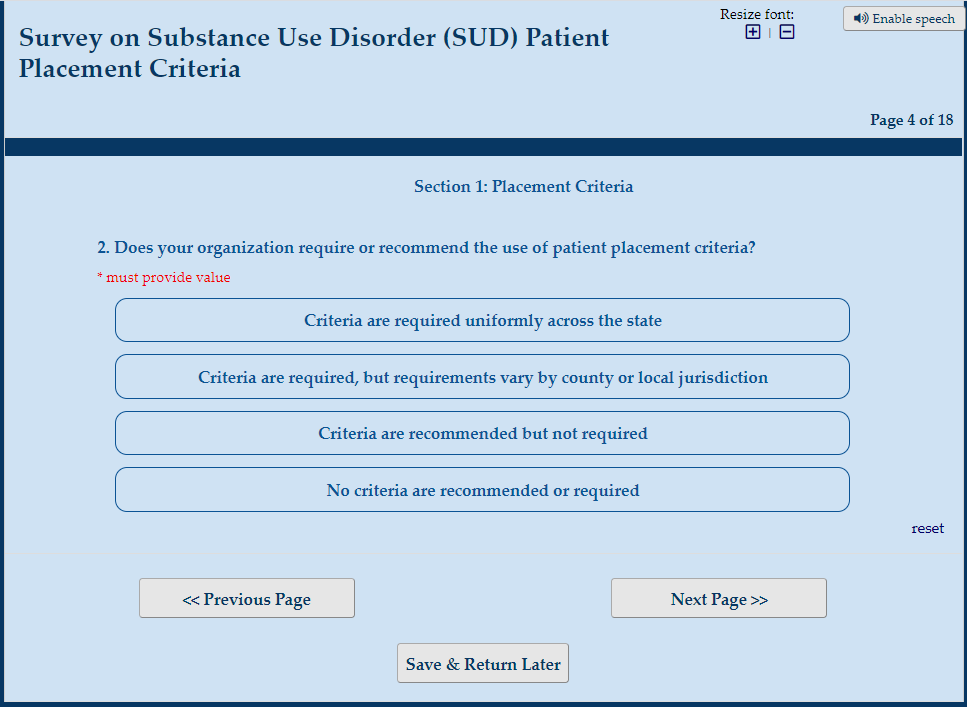 Resize font:
+ | −
Enable speech
Survey on Substance Use Disorder (SUD) Patient
Placement Criteria
Page 4 of 18
Section 1: Placement Criteria
2. Does your organization require or recommend the use of patient placement criteria?
* must provide value
Criteria are required uniformly across the state
Criteria are required, but requirements vary by county or local jurisdiction
Criteria are recommended but not required
No criteria are recommended or required
reset
<< Previous Page
Next Page >>
Save & Return Later